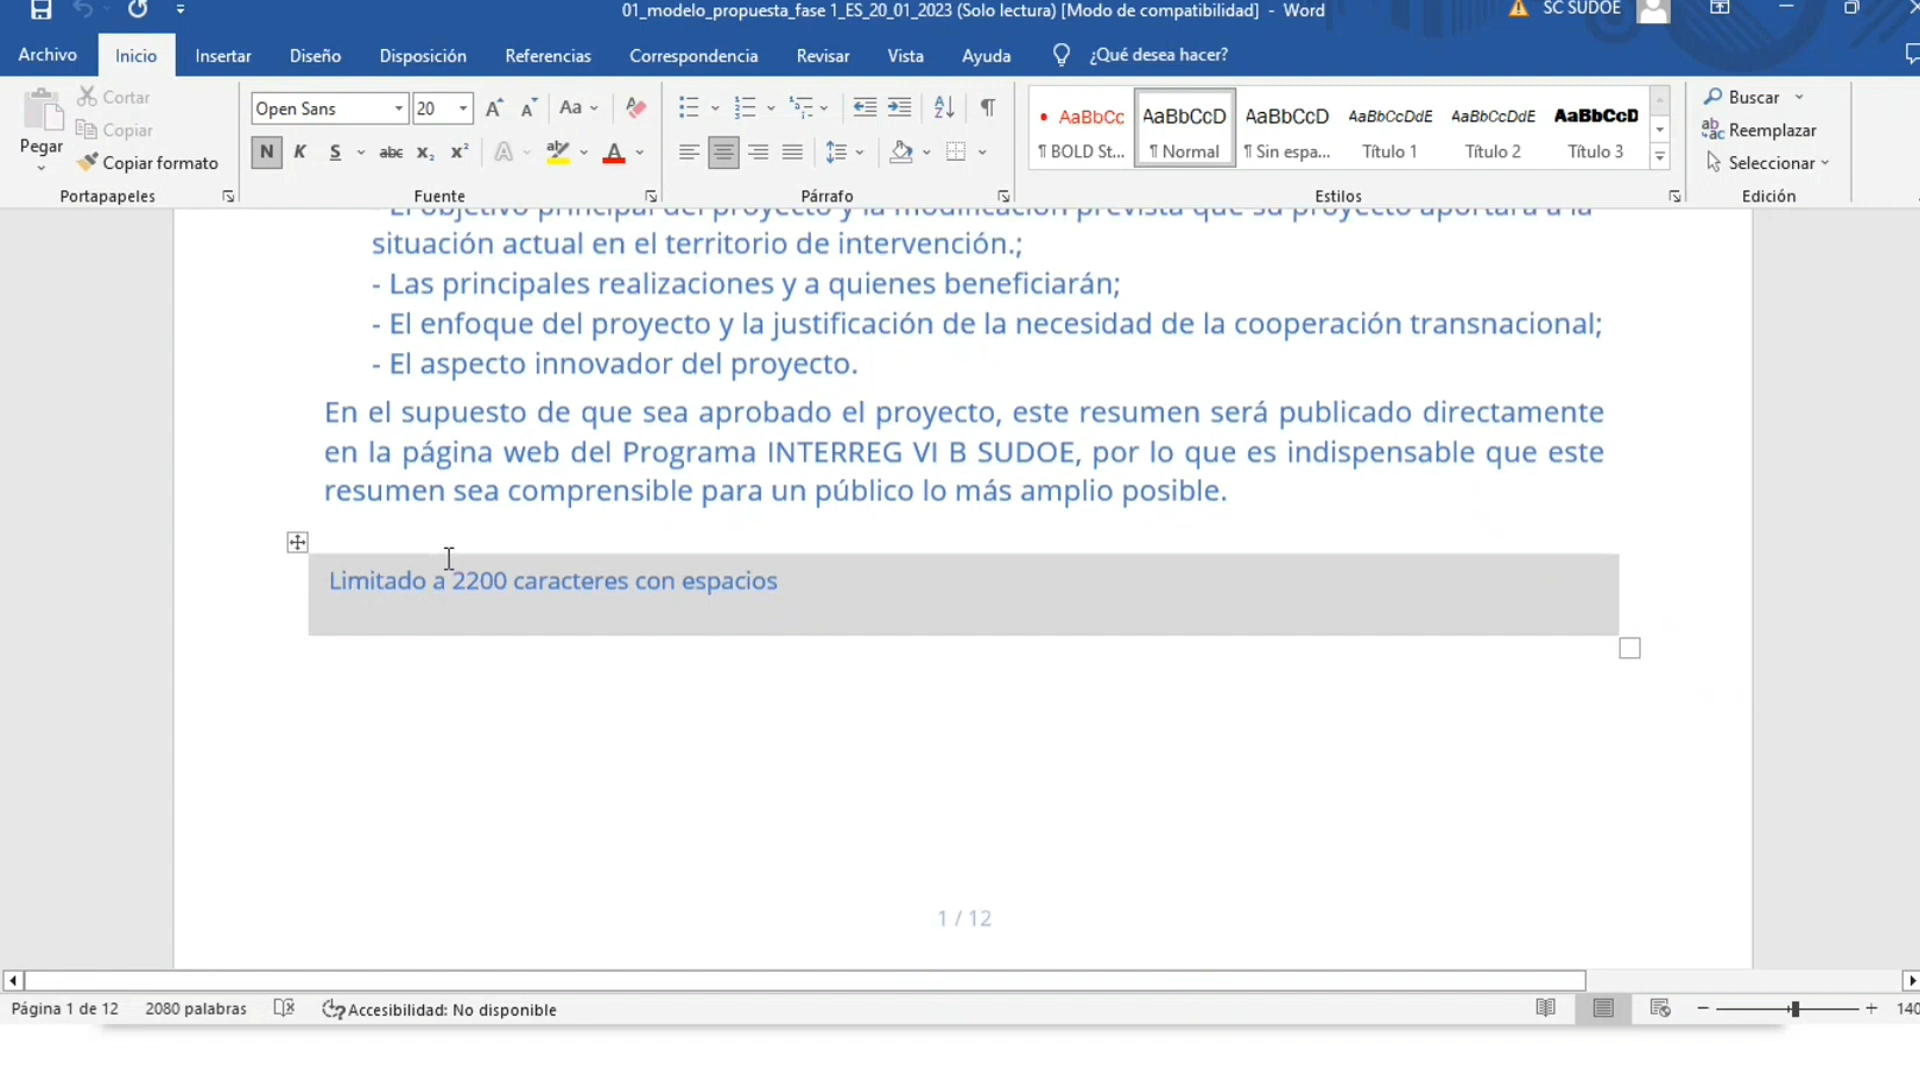 01_modelo_propuesta_fase 1_ES_20_01_2023 (Solo lectura) [Modo de compatibilidad] - Word
SC SUDOE
Archivo Inicio Insertar Diseño Disposición Referencias Correspondencia Revisar Vista Ayuda ¿Qué desea hacer?
Pegar
Cortar
Copiar
Copiar formato
Portapapeles
Open Sans 20
Aa
N K S abc x₂ x²
A
Fuente
Párrafo
AaBbCc AaBbCcD AaBbCcD AaBbCcDdE AaBbCcDdE AaBbCcD
¶ BOLD St... ¶ Normal ¶ Sin espa... Título 1 Título 2 Título 3
Estilos
Buscar
Reemplazar
Seleccionar
Edición
- El objetivo principal del proyecto y la modificación prevista que su proyecto aportará a la
situación actual en el territorio de intervención.;
- Las principales realizaciones y a quienes beneficiarán;
- El enfoque del proyecto y la justificación de la necesidad de la cooperación transnacional;
- El aspecto innovador del proyecto.
En el supuesto de que sea aprobado el proyecto, este resumen será publicado directamente
en la página web del Programa INTERREG VI B SUDOE, por lo que es indispensable que este
resumen sea comprensible para un público lo más amplio posible.
Limitado a 2200 caracteres con espacios
1 / 12
Página 1 de 12 2080 palabras Accesibilidad: No disponible 140